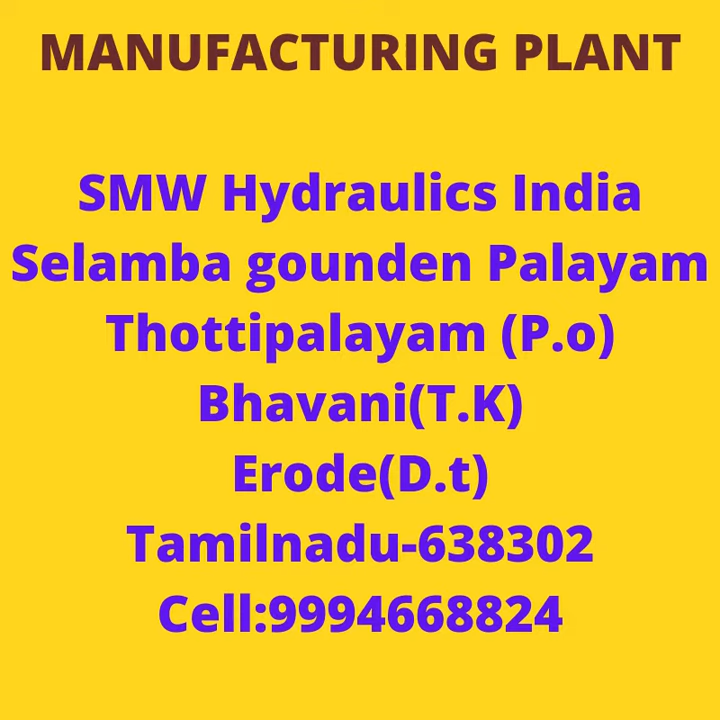 MANUFACTURING PLANT
SMW Hydraulics India
Selamba gounden Palayam
Thottipalayam (P.o)
Bhavani(T.K)
Erode(D.t)
Tamilnadu-638302
Cell:9994668824